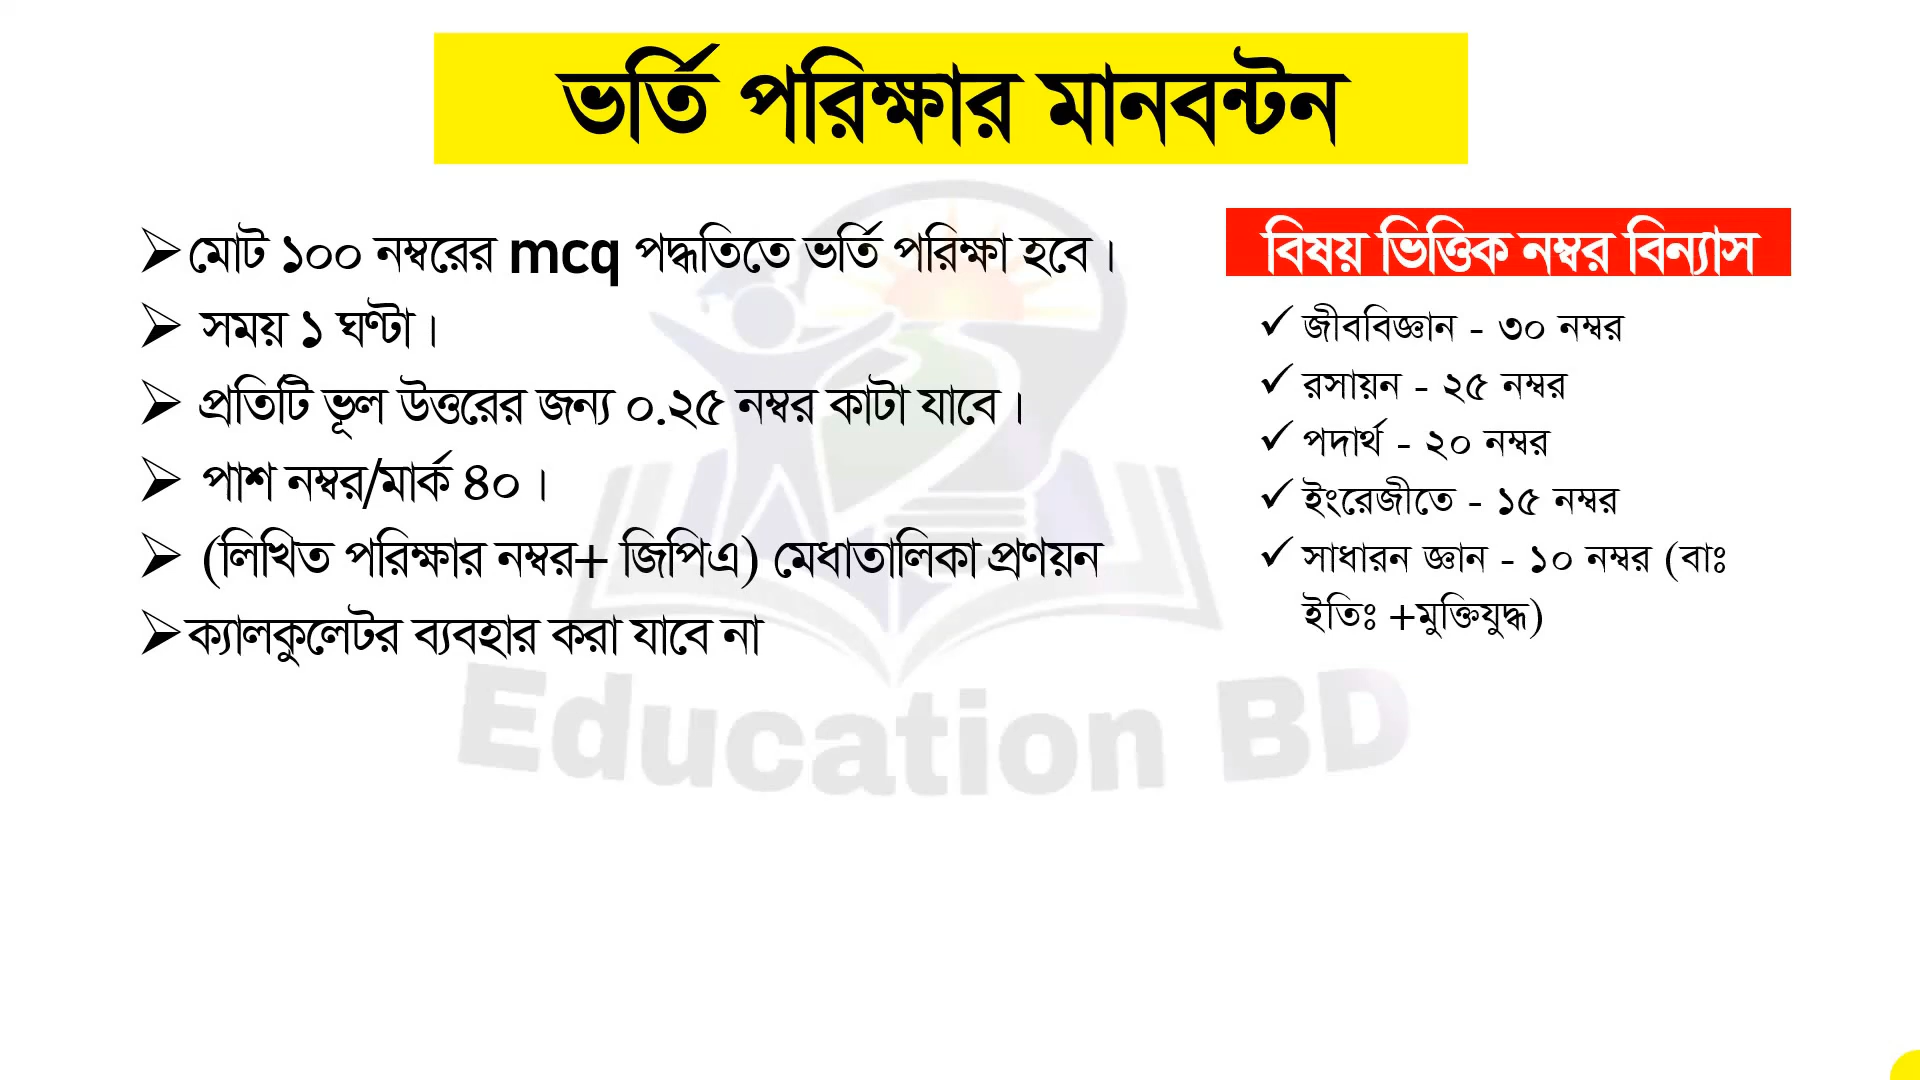 ভর্তি পরিক্ষার মানবন্টন
➢মোট ১০০ নম্বরের mcq পদ্ধতিতে ভর্তি পরিক্ষা হবে।
➢ সময় ১ ঘণ্টা।
➢ প্রতিটি ভূল উত্তরের জন্য ০.২৫ নম্বর কাটা যাবে।
➢ পাশ নম্বর/মার্ক ৪০।
➢ (লিখিত পরিক্ষার নম্বর+ জিপিএ) মেধাতালিকা প্রণয়ন
➢ক্যালকুলেটর ব্যবহার করা যাবে না
বিষয় ভিত্তিক নম্বর বিন্যাস
✓ জীববিজ্ঞান - ৩০ নম্বর
✓ রসায়ন - ২৫ নম্বর
✓ পদার্থ - ২০ নম্বর
✓ ইংরেজীতে - ১৫ নম্বর
✓ সাধারন জ্ঞান - ১০ নম্বর (বাঃ
ইতিঃ +মুক্তিযুদ্ধ)
A2Z
Education BD